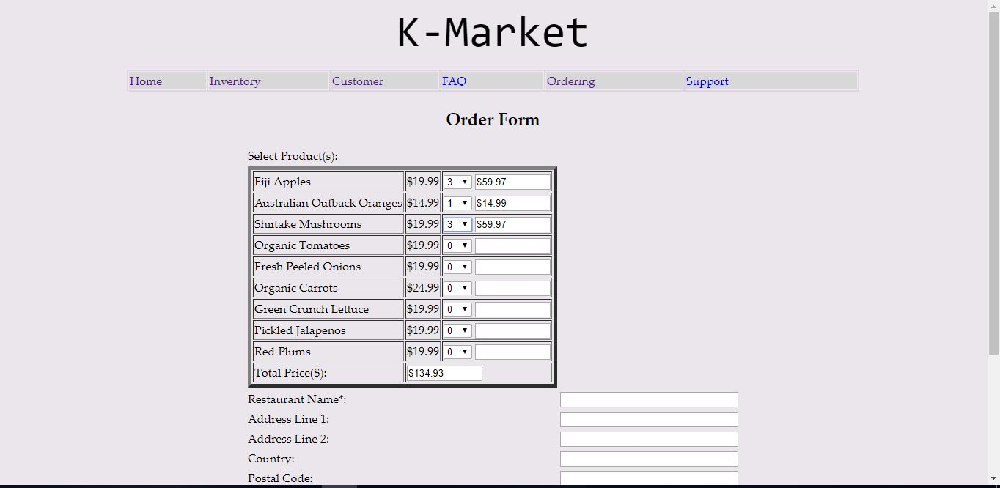 K-Market
Home Inventory Customer FAQ Ordering Support
Order Form
Select Product(s):
Fiji Apples $19.99 3 $59.97
Australian Outback Oranges $14.99 1 $14.99
Shiitake Mushrooms $19.99 3 $59.97
Organic Tomatoes $19.99 0
Fresh Peeled Onions $19.99 0
Organic Carrots $24.99 0
Green Crunch Lettuce $19.99 0
Pickled Jalapenos $19.99 0
Red Plums $19.99 0
Total Price($): $134.93
Restaurant Name*:
Address Line 1:
Address Line 2:
Country:
Postal Code: